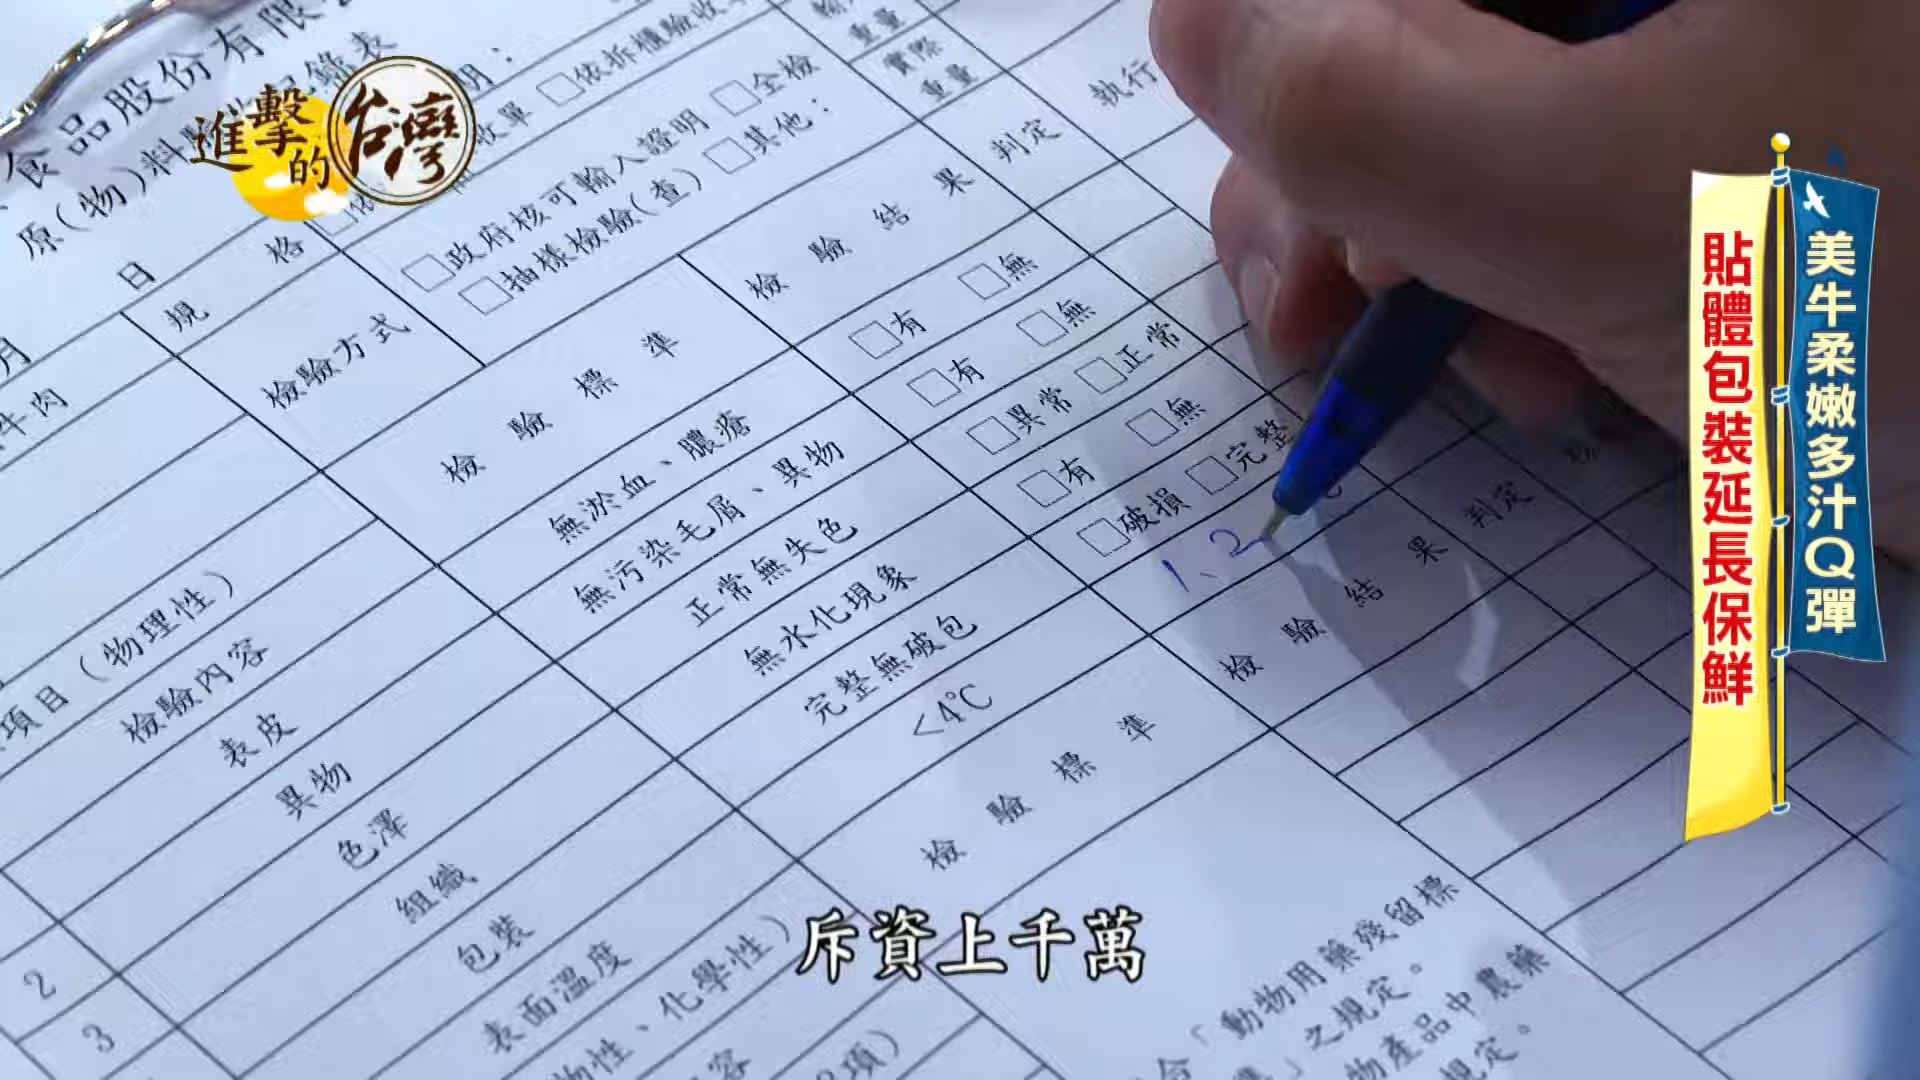 食品股份有限
原(物)料
進擊的
台灣
美牛柔嫩多汁Q彈
貼體包裝延長保鮮
收單 □依拆櫃驗收
□政府核可輸入證明 □全檢
□抽樣檢驗(查) □其他：
重量
實際
重量
執行
月
日
規 格
牛肉
檢驗方式
檢驗標準
檢驗結果
判定
項目(物理性)
檢驗內容
表皮
無淤血、膿瘡
□有 □無
異物
無污染毛屑、異物
□有 □無
色澤
正常無失色
□異常 □正常
組織
無水化現象
□有 □無
包裝
完整無破包
□破損 □完整
表面溫度
<4℃
1.2
物性、化學性)
檢驗標準
檢驗結果
判定
2
3
合「動物用藥殘留標
」之規定。
物產品中農藥
規定。
斥資上千萬